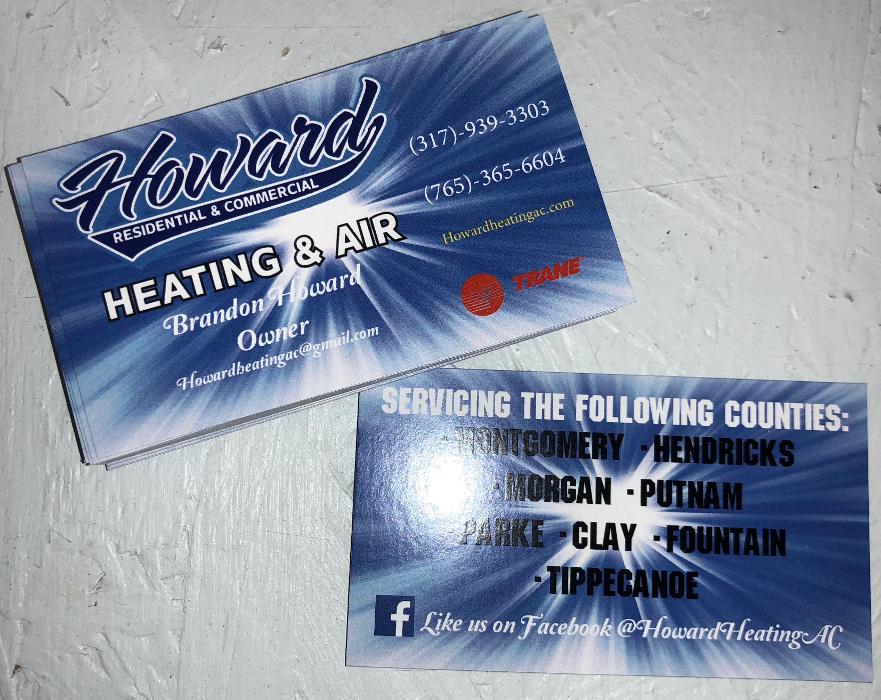 Howard
RESIDENTIAL & COMMERCIAL
HEATING & AIR
Brandon Howard
Owner
Howardheatingac@gmail.com
(317)-939-3303
(765)-365-6604
Howardheatingac.com
TRANE
SERVICING THE FOLLOWING COUNTIES:
·MONTGOMERY ·HENDRICKS
·MORGAN ·PUTNAM
PARKE ·CLAY ·FOUNTAIN
·TIPPECANOE
f Like us on Facebook @HowardHeatingAC